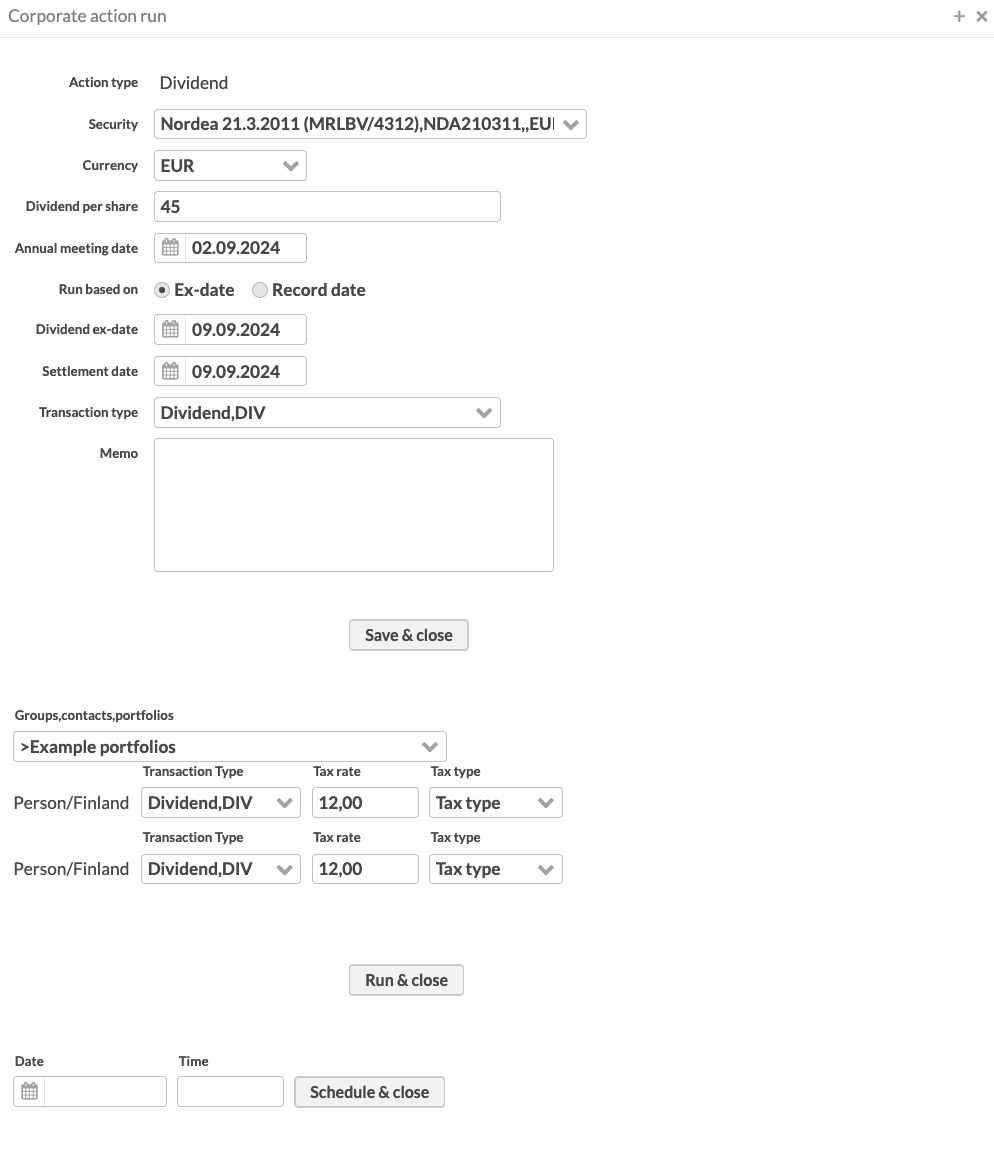 Corporate action run
Action type Dividend
Security Nordea 21.3.2011 (MRLBV/4312),NDA210311,,EU
Currency EUR
Dividend per share 45
Annual meeting date 02.09.2024
Run based on Ex-date Record date
Dividend ex-date 09.09.2024
Settlement date 09.09.2024
Transaction type Dividend,DIV
Memo
Save & close
Groups,contacts,portfolios
>Example portfolios
Transaction Type Tax rate Tax type
Person/Finland Dividend,DIV 12,00 Tax type
Transaction Type Tax rate Tax type
Person/Finland Dividend,DIV 12,00 Tax type
Run & close
Date Time
Schedule & close